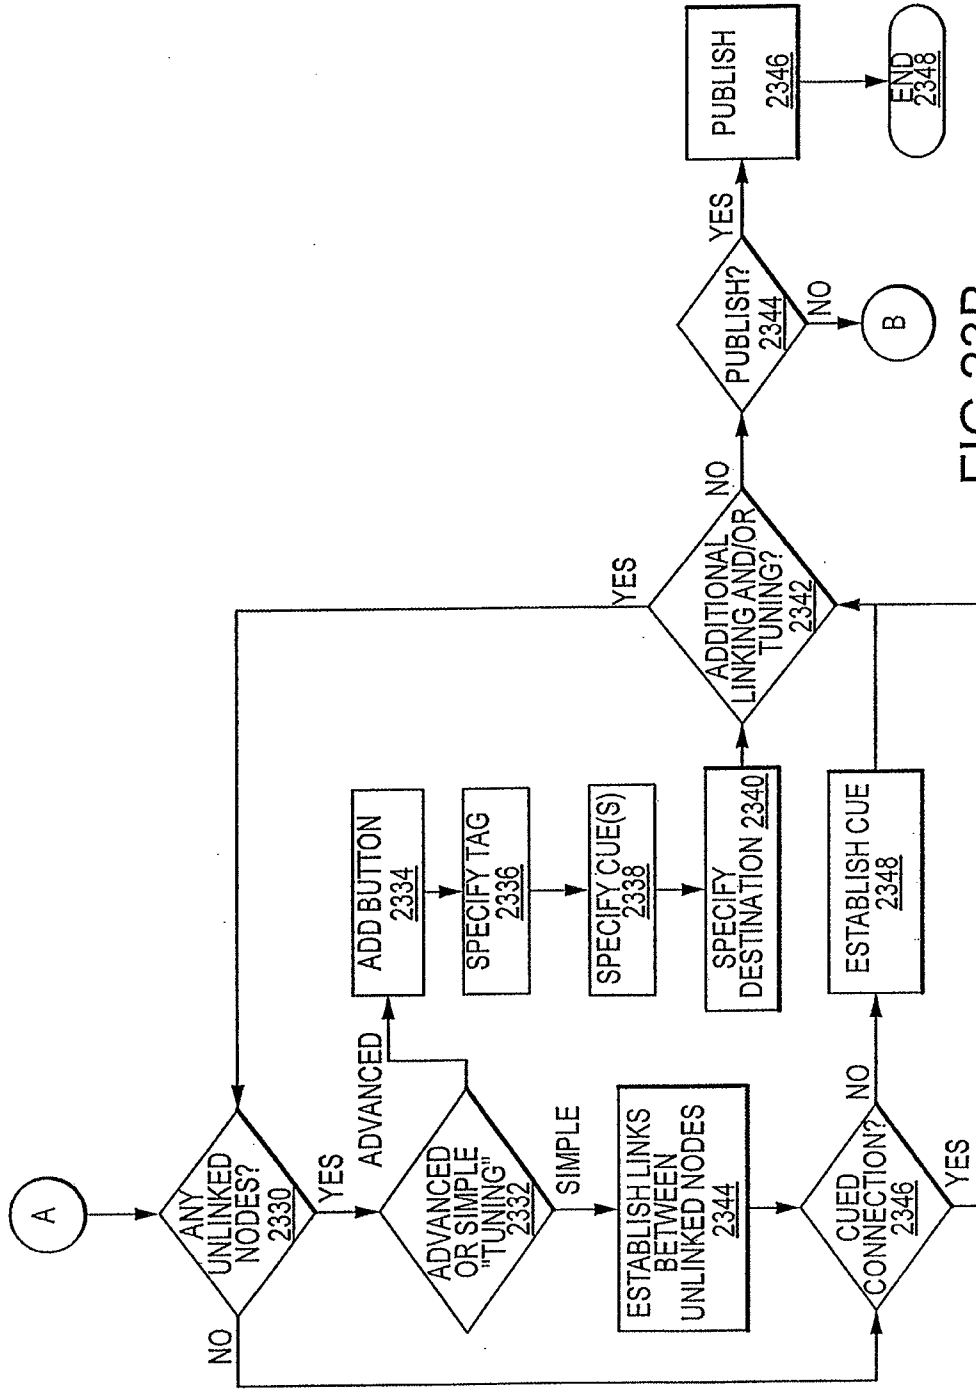 A
ANY
UNLINKED
NODES?
2330
NO
YES
ADVANCED
OR SIMPLE
"TUNING"
2332
ADVANCED
SIMPLE
ADD BUTTON
2334
SPECIFY TAG
2336
SPECIFY CUE(S)
2338
SPECIFY
DESTINATION 2340
ESTABLISH LINKS
BETWEEN
UNLINKED NODES
2344
CUED
CONNECTION?
2346
NO
YES
ESTABLISH CUE
2348
ADDITIONAL
LINKING AND/OR
TUNING?
2342
YES
NO
PUBLISH?
2344
YES
NO
B
PUBLISH
2346
END
2348